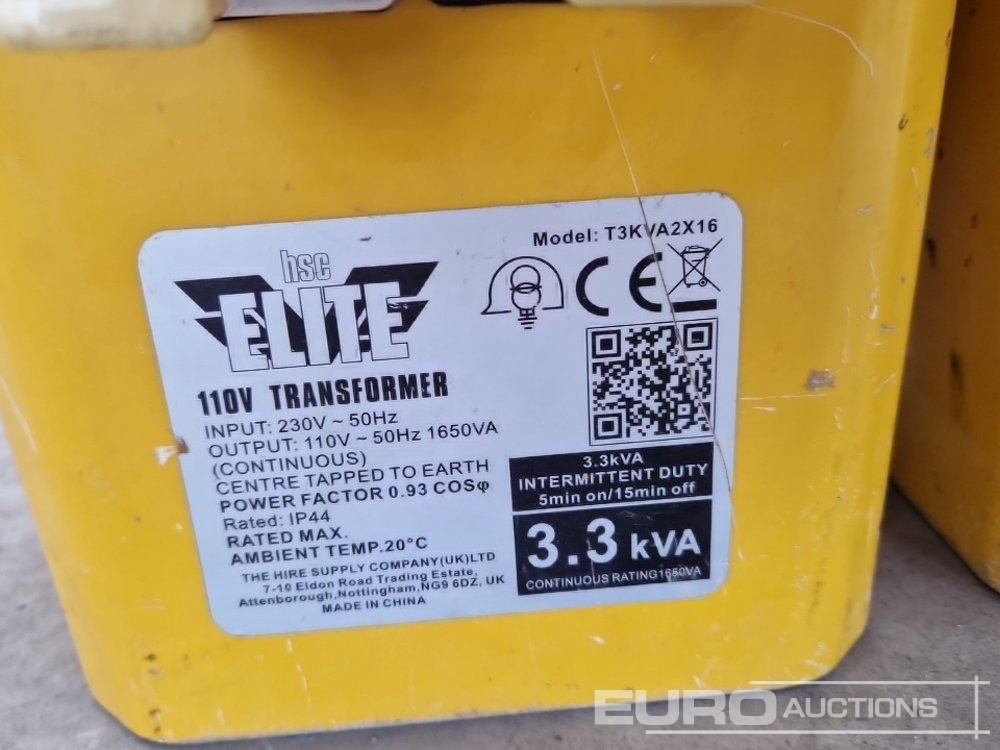 Model: T3KVA2X16
hsc
ELITE
CE
110V TRANSFORMER
INPUT: 230V ~ 50Hz
OUTPUT: 110V ~ 50Hz 1650VA
(CONTINUOUS)
CENTRE TAPPED TO EARTH
POWER FACTOR 0.93 COSφ
Rated: IP44
RATED MAX.
AMBIENT TEMP.20°C
THE HIRE SUPPLY COMPANY(UK)LTD
7-10 Eldon Road Trading Estate,
Attenborough,Nottingham,NG9 6DZ, UK
MADE IN CHINA
3.3kVA
INTERMITTENT DUTY
5min on/15min off
3.3 kVA
CONTINUOUS RATING1650VA
EURO AUCTIONS